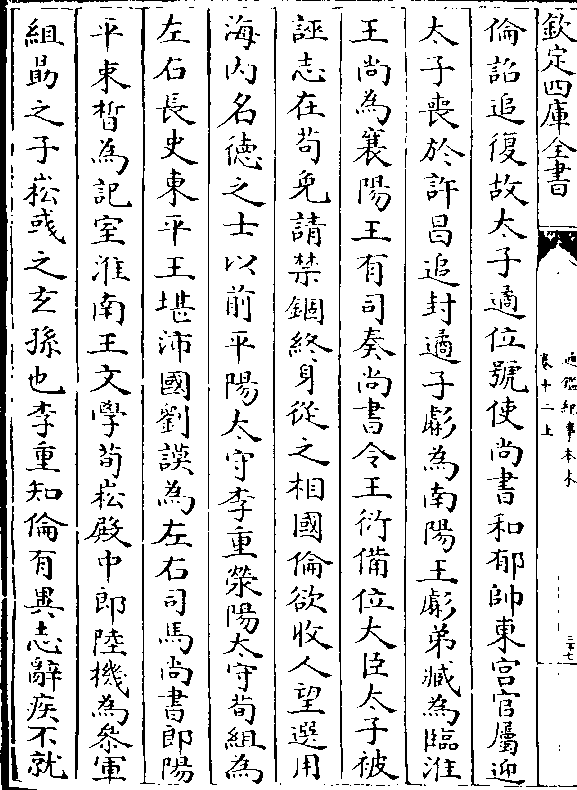 欽定四庫全書
通鑑紀事本末
卷十二上
三十七
倫詔追復故太子遹位號使尚書和郁帥東宫官屬迎
太子喪於許昌追封遹子虨為南陽王虨弟臧為臨淮
王尚為襄陽王有司奏尚書令王衍備位大臣太子被
誣志在苟免請禁錮終身從之相國倫欲收人望選用
海内名徳之士以前平陽太守李重滎陽太守荀組為
左右長史東平王堪沛國劉謨為左右司馬尚書郎陽
平束晳為記室淮南王文學荀崧殿中郎陸機為叅軍
組勗之子崧彧之玄孫也李重知倫有異志辭疾不就